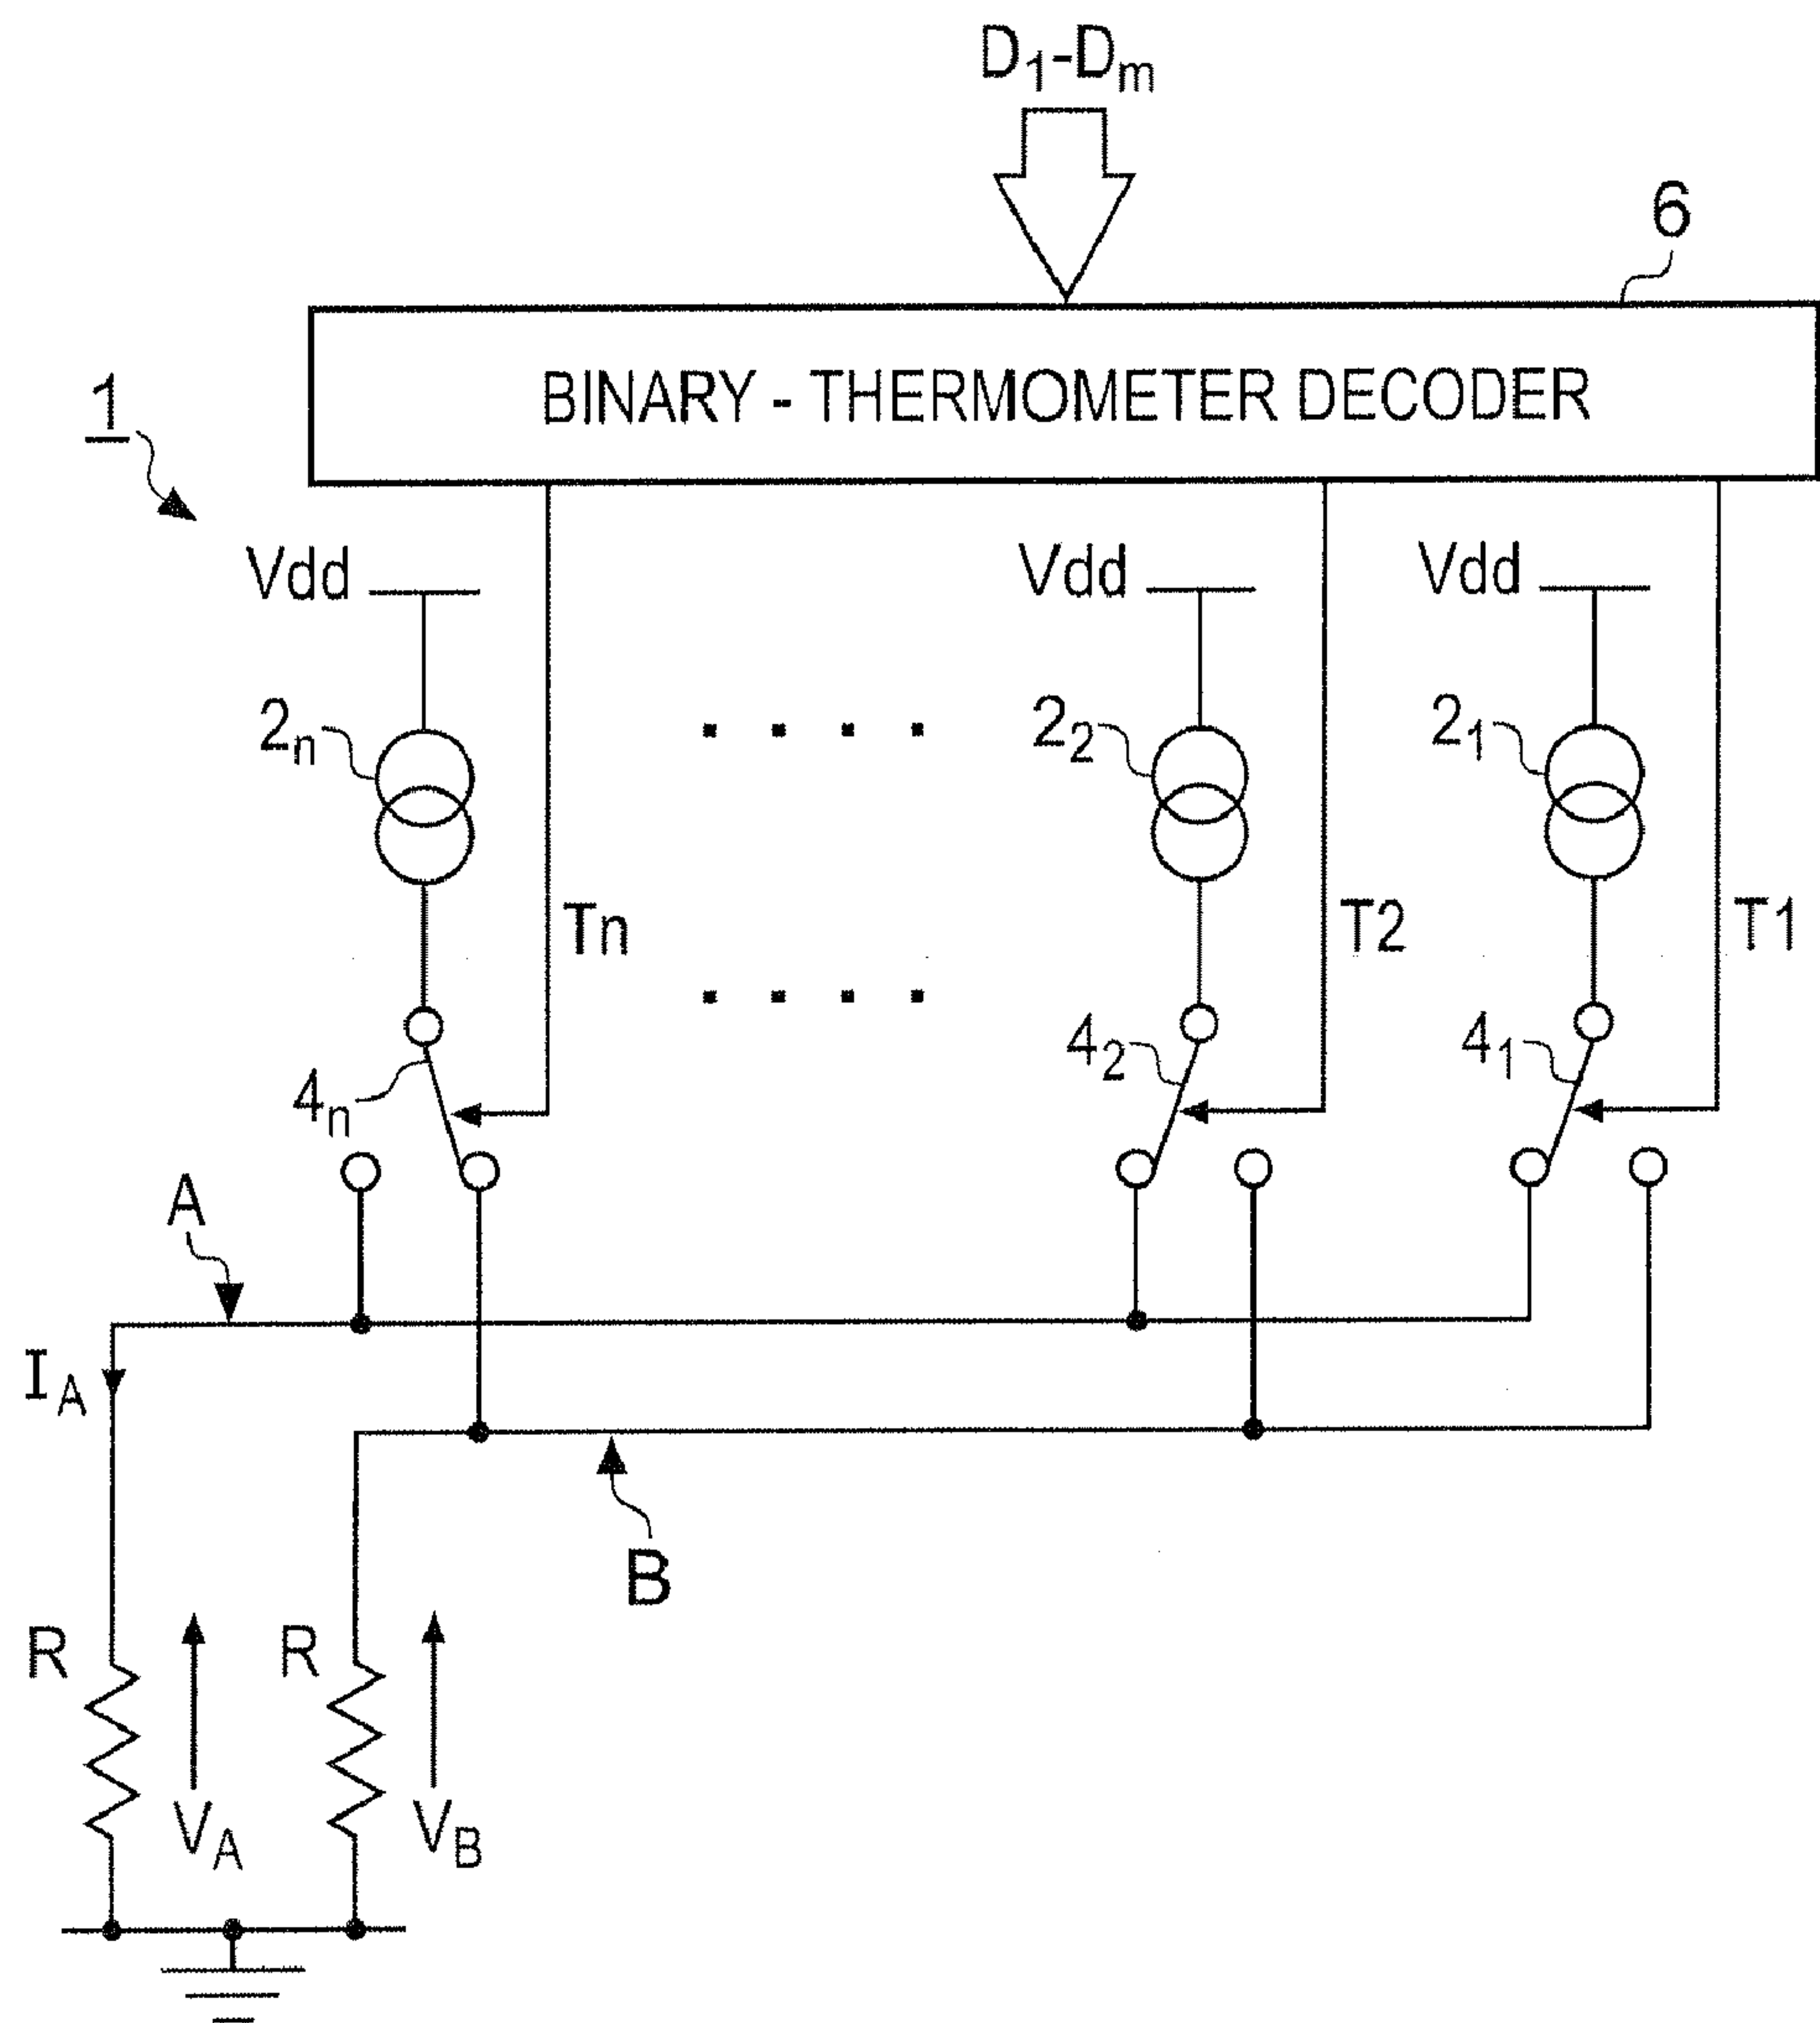 D1-Dm
6
BINARY - THERMOMETER DECODER
1
Vdd Vdd Vdd
2n 22 21
Tn T2 T1
4n 42 41
A
IA
B
R R
VA VB